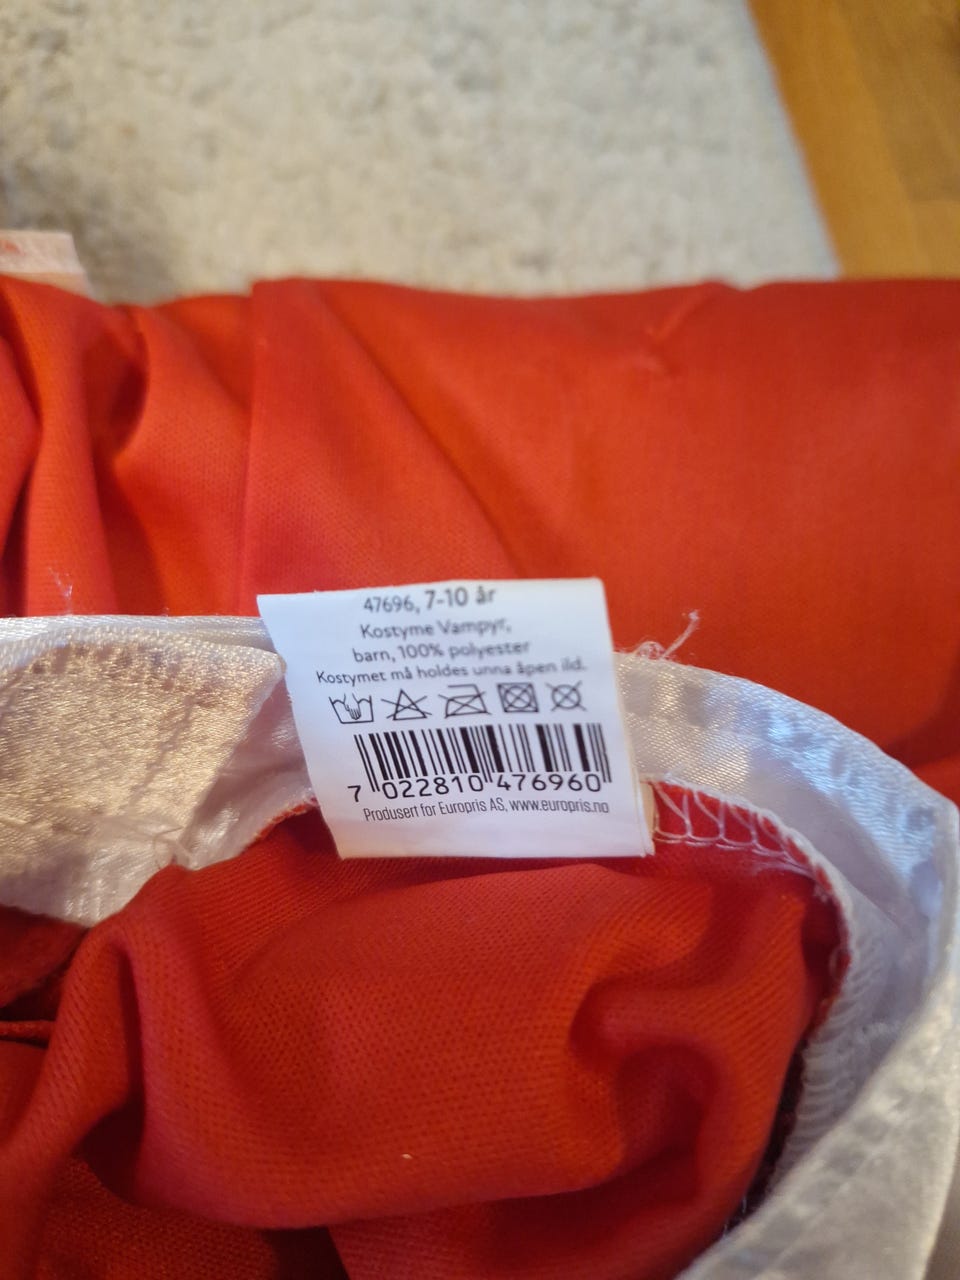 47696, 7-10 år
Kostyme Vampyr,
barn, 100% polyester
Kostymet må holdes unna åpen ild.
7 022810 476960
Produsert for Europris AS, www.europris.no